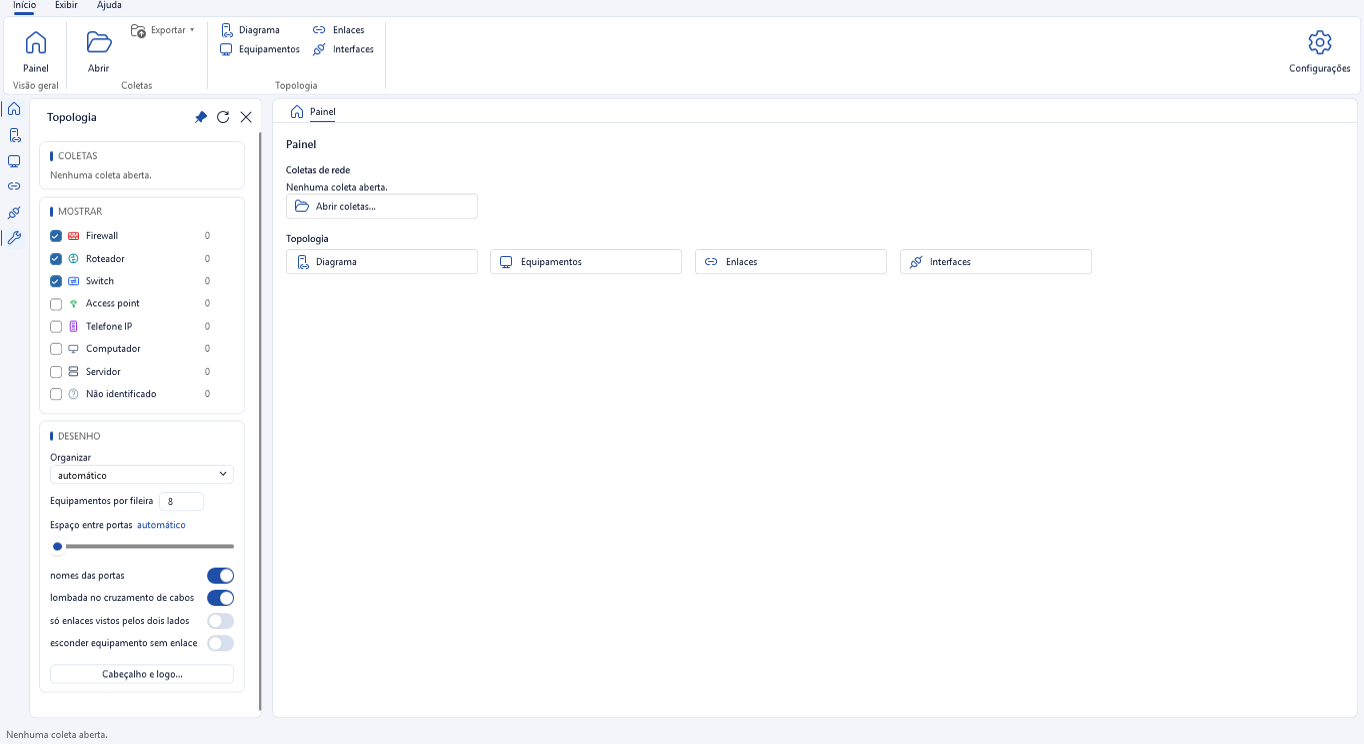 Início Exibir Ajuda
Exportar
Diagrama Enlaces
Equipamentos Interfaces
Painel Abrir Configurações
Visão geral Coletas Topologia
Topologia
COLETAS
Nenhuma coleta aberta.
MOSTRAR
Firewall 0
Roteador 0
Switch 0
Access point 0
Telefone IP 0
Computador 0
Servidor 0
Não identificado 0
DESENHO
Organizar
automático
Equipamentos por fileira 8
Espaço entre portas automático
nomes das portas
lombada no cruzamento de cabos
só enlaces vistos pelos dois lados
esconder equipamento sem enlace
Cabeçalho e logo...
Painel
Painel
Coletas de rede
Nenhuma coleta aberta.
Abrir coletas...
Topologia
Diagrama Equipamentos Enlaces Interfaces
Nenhuma coleta aberta.